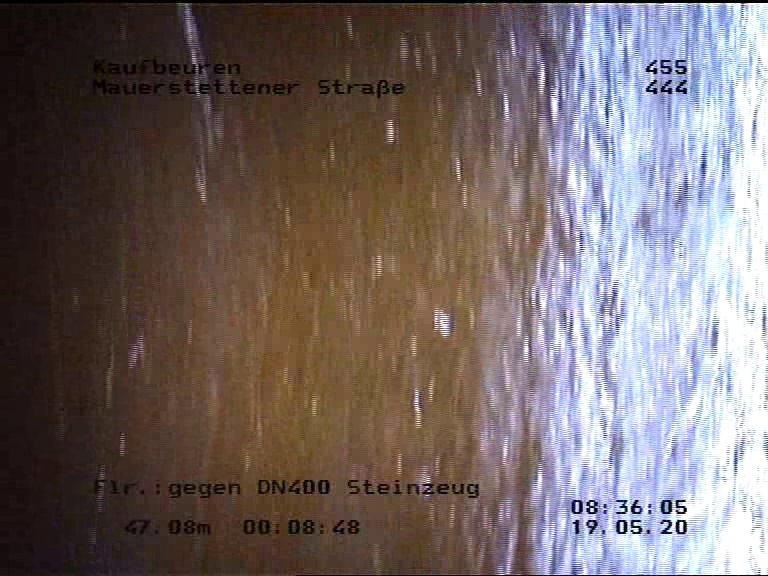 Kaufbeuren 455
Mauerstettener Straße 444
Flr.:gegen DN400 Steinzeug
08:36:05
47.08m 00:08:48 19.05.20